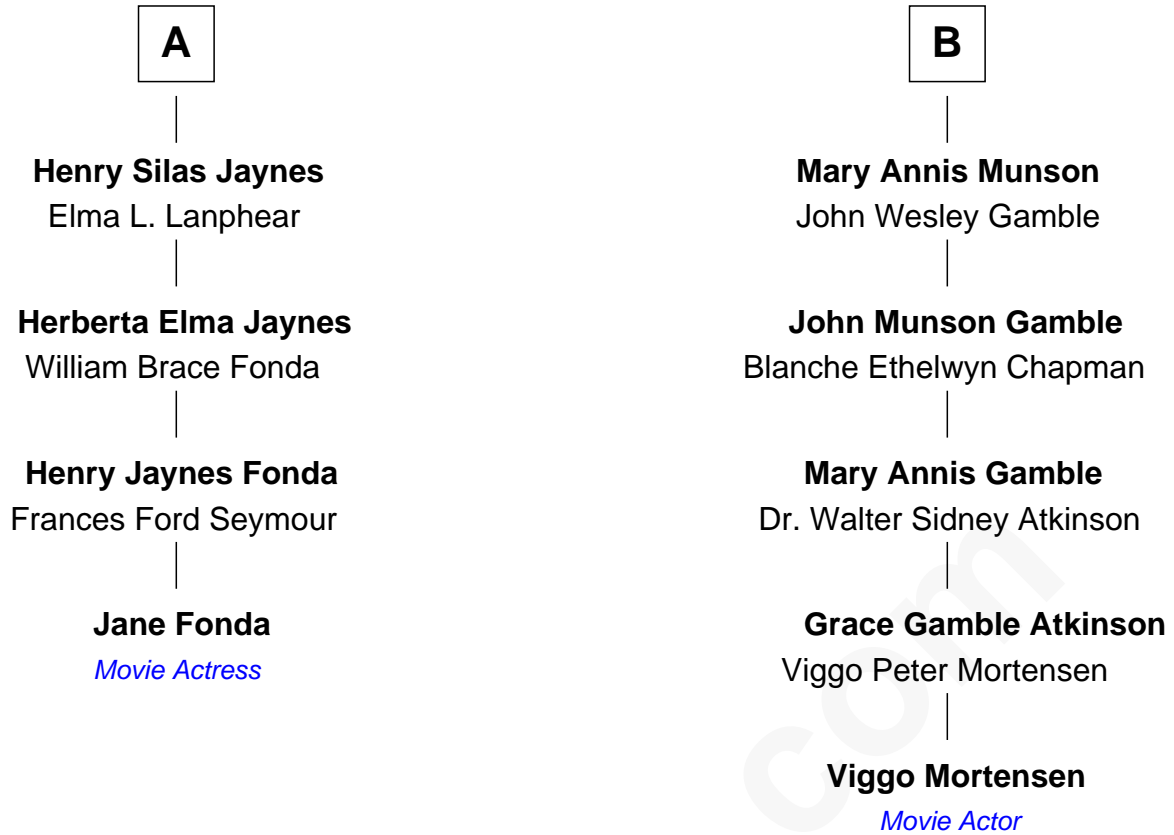 A
Henry Silas Jaynes
Elma L. Lanphear
Herberta Elma Jaynes
William Brace Fonda
Henry Jaynes Fonda
Frances Ford Seymour
Jane Fonda
Movie Actress
B
Mary Annis Munson
John Wesley Gamble
John Munson Gamble
Blanche Ethelwyn Chapman
Mary Annis Gamble
Dr. Walter Sidney Atkinson
Grace Gamble Atkinson
Viggo Peter Mortensen
Viggo Mortensen
Movie Actor
com